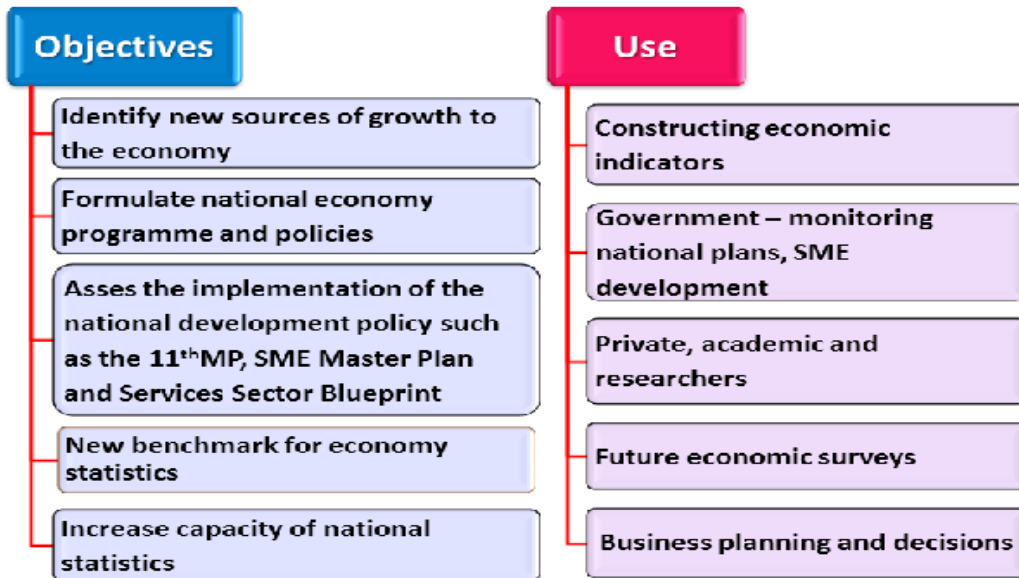 Objectives
Identify new sources of growth to
the economy
Formulate national economy
programme and policies
Asses the implementation of the
national development policy such
as the 11thMP, SME Master Plan
and Services Sector Blueprint
New benchmark for economy
statistics
Increase capacity of national
statistics
Use
Constructing economic
indicators
Government – monitoring
national plans, SME
development
Private, academic and
researchers
Future economic surveys
Business planning and decisions